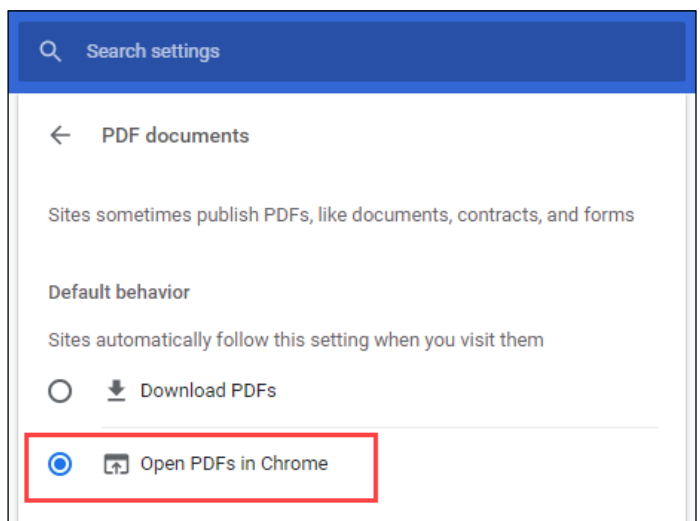 Search settings
PDF documents
Sites sometimes publish PDFs, like documents, contracts, and forms
Default behavior
Sites automatically follow this setting when you visit them
Download PDFs
Open PDFs in Chrome